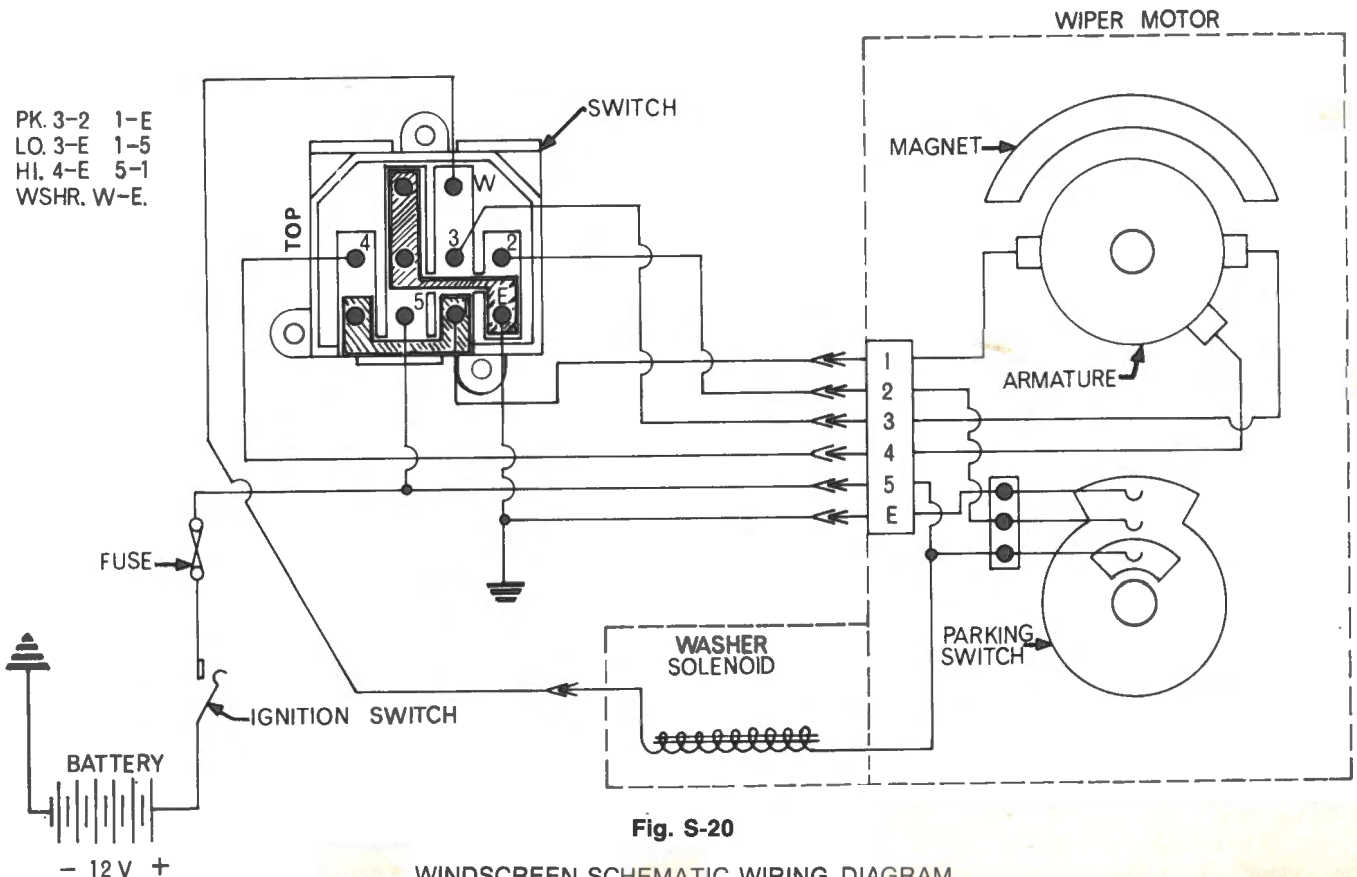 WIPER MOTOR
PK. 3-2 1-E
LO. 3-E 1-5
HI. 4-E 5-1
WSHR. W-E.
SWITCH
MAGNET
TOP
W
4
3
2
5
E
ARMATURE
1
2
3
4
5
E
FUSE
WASHER
SOLENOID
PARKING
SWITCH
IGNITION SWITCH
BATTERY
- 12 V +
Fig. S-20
WINDSCREEN SCHEMATIC WIRING DIAGRAM